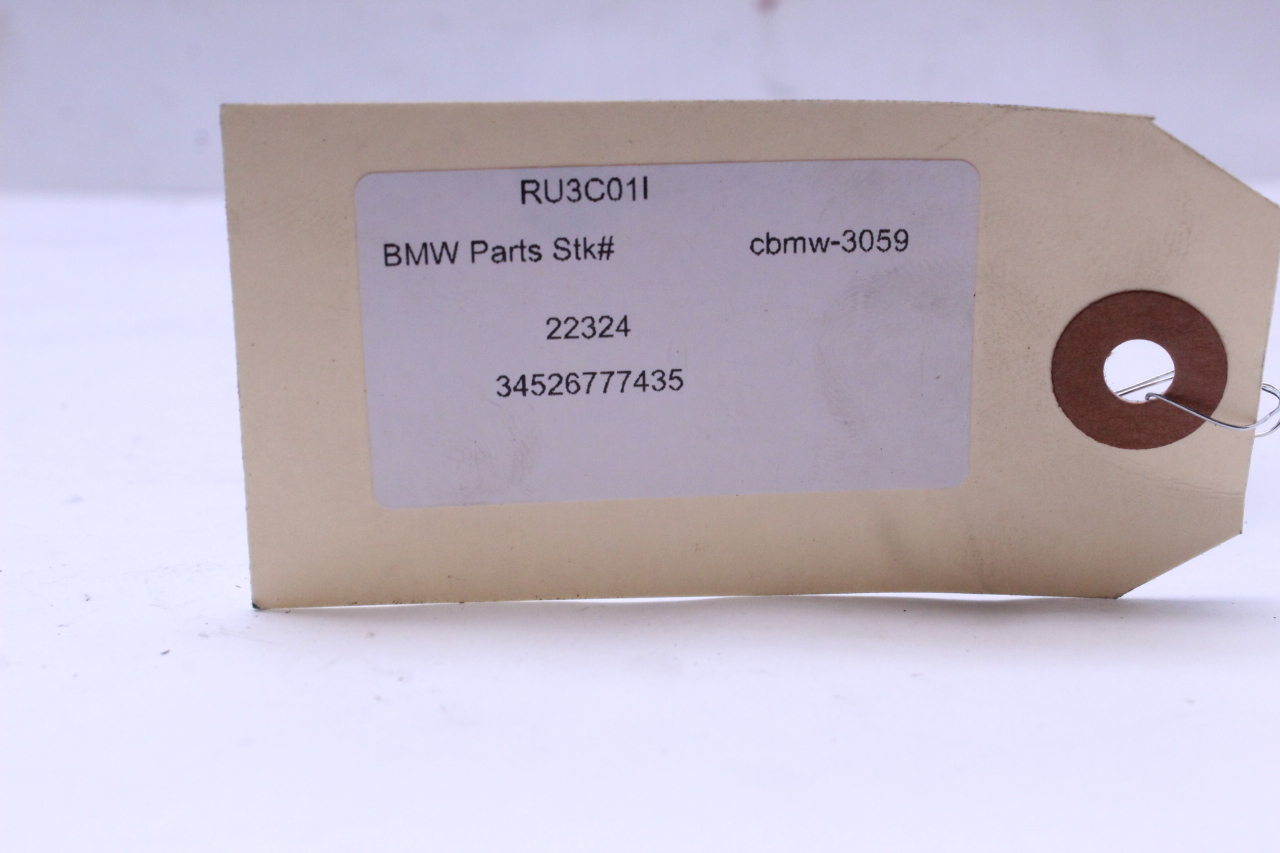 RU3C01I
BMW Parts Stk# cbmw-3059
22324
34526777435